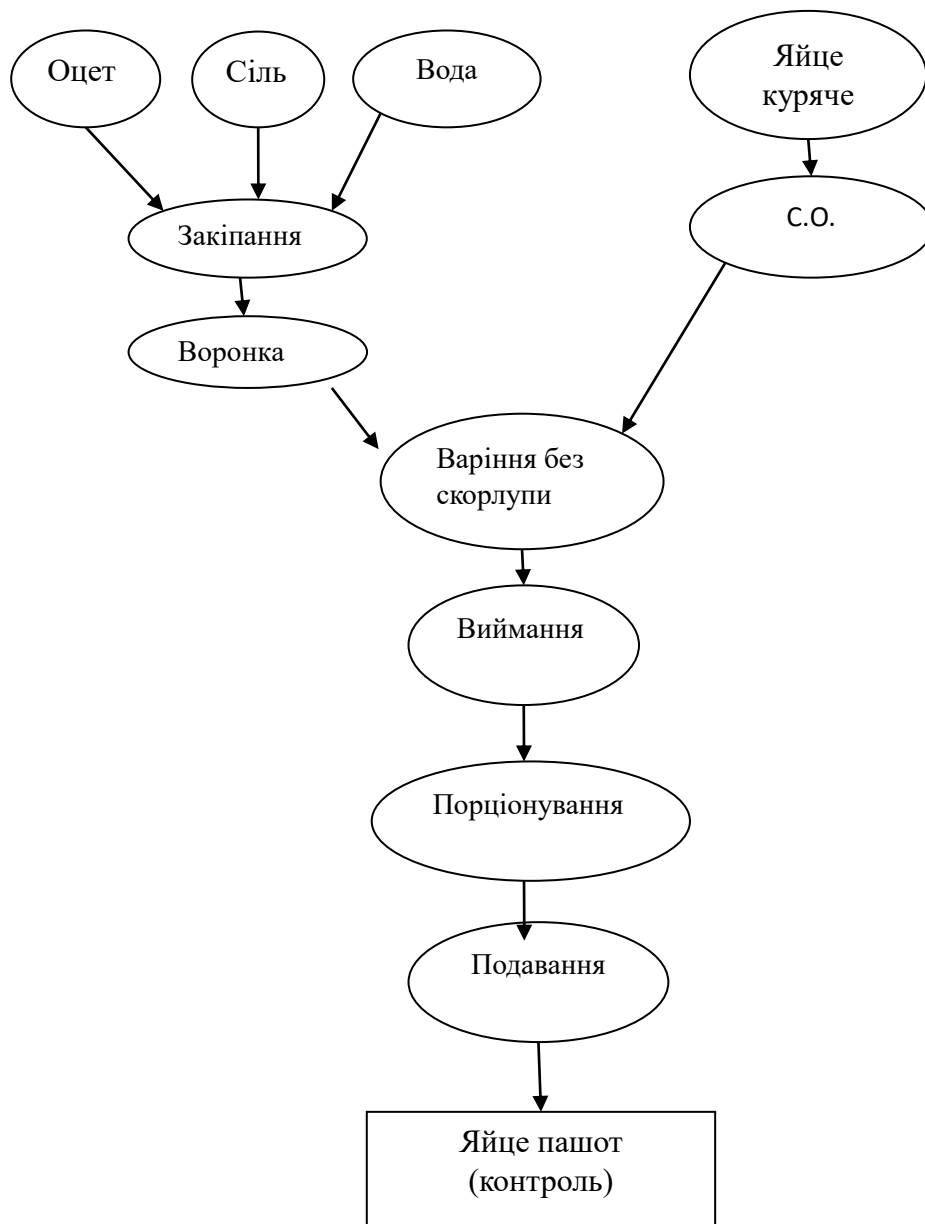 Оцет
Сіль
Вода
Яйце
куряче
Закіпання
С.О.
Воронка
Варіння без
скорлупи
Виймання
Порціонування
Подавання
Яйце пашот
(контроль)